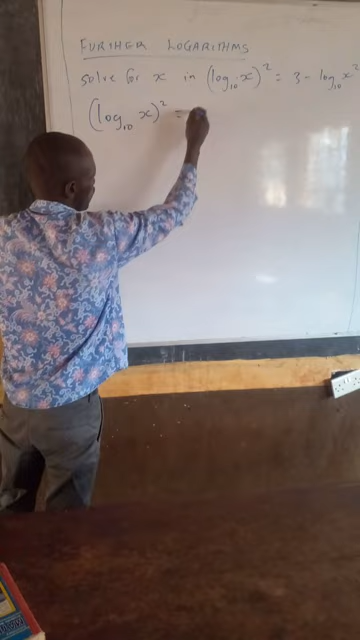 FURTHER LOGARITHMS
solve for x in (log₁₀ x)² = 3 - log₁₀ x²
(log₁₀ x)² =